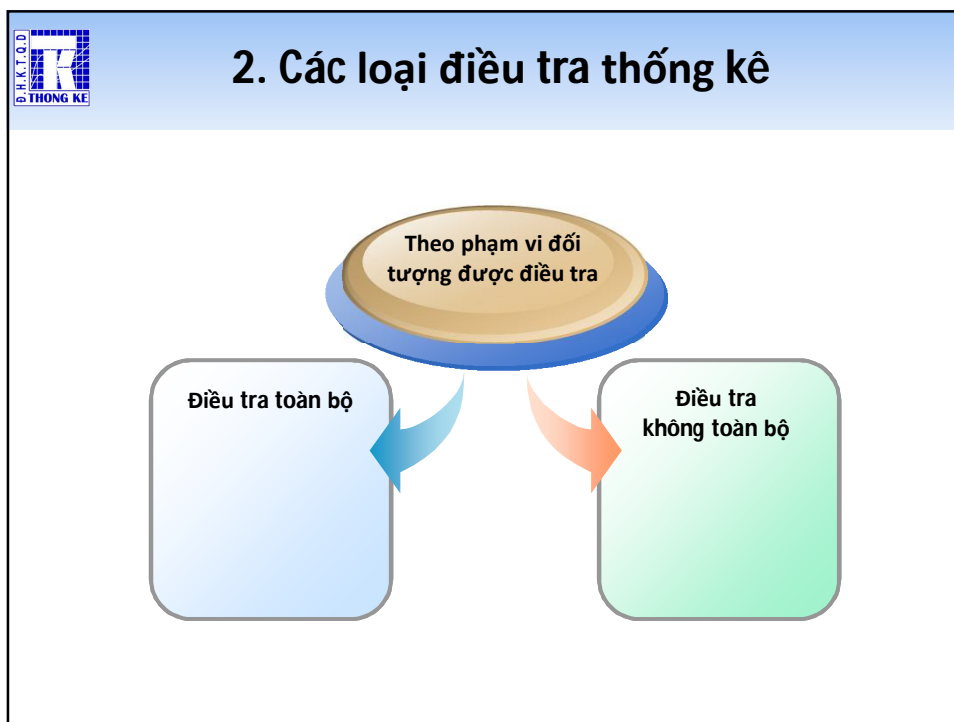 Đ.H.K.T.Q.D
THONG KE
2. Các loại điều tra thống kê
Theo phạm vi đối
tượng được điều tra
Điều tra toàn bộ
Điều tra
không toàn bộ